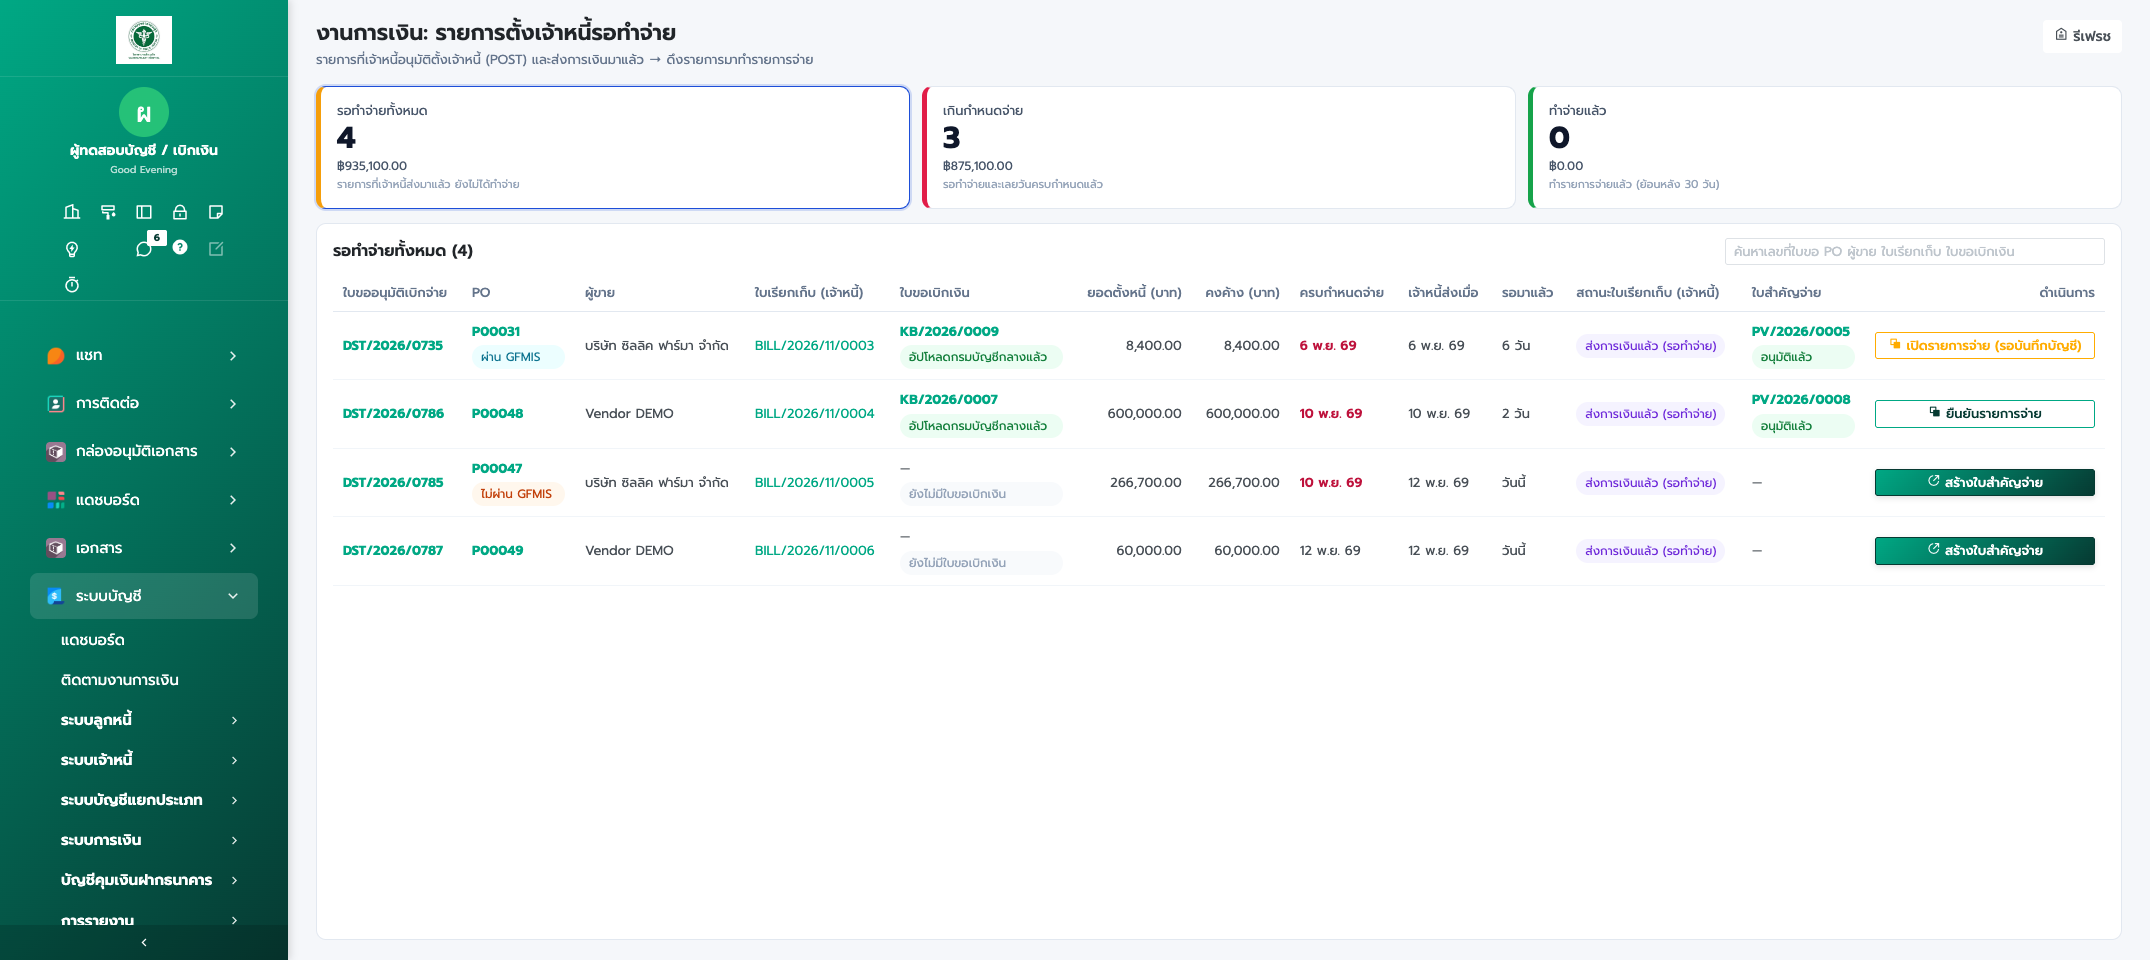 ผ
ผู้ทดสอบบัญชี / เบิกเงิน
Good Evening
6
แชท
การติดต่อ
กล่องอนุมัติเอกสาร
แดชบอร์ด
เอกสาร
ระบบบัญชี
แดชบอร์ด
ติดตามงานการเงิน
ระบบลูกหนี้
ระบบเจ้าหนี้
ระบบบัญชีแยกประเภท
ระบบการเงิน
บัญชีคุมเงินฝากธนาคาร
การรายงาน
งานการเงิน: รายการตั้งเจ้าหนี้รอทำจ่าย
รายการที่เจ้าหนี้อนุมัติตั้งเจ้าหนี้ (POST) และส่งการเงินมาแล้ว → ดึงรายการมาทำรายการจ่าย
รีเฟรช
รอทำจ่ายทั้งหมด
4
฿935,100.00
รายการที่เจ้าหนี้ส่งมาแล้ว ยังไม่ได้ทำจ่าย
เกินกำหนดจ่าย
3
฿875,100.00
รอทำจ่ายและเลยวันครบกำหนดแล้ว
ทำจ่ายแล้ว
0
฿0.00
ทำรายการจ่ายแล้ว (ย้อนหลัง 30 วัน)
รอทำจ่ายทั้งหมด (4)
ค้นหาเลขที่ใบขอ PO ผู้ขาย ใบเรียกเก็บ ใบขอเบิกเงิน
ใบขออนุมัติเบิกจ่าย PO ผู้ขาย ใบเรียกเก็บ (เจ้าหนี้) ใบขอเบิกเงิน ยอดตั้งหนี้ (บาท) คงค้าง (บาท) ครบกำหนดจ่าย เจ้าหนี้ส่งเมื่อ รอมาแล้ว สถานะใบเรียกเก็บ (เจ้าหนี้) ใบสำคัญจ่าย ดำเนินการ
DST/2026/0735 P00031 ผ่าน GFMIS บริษัท ซิลลิค ฟาร์มา จำกัด BILL/2026/11/0003 KB/2026/0009 อัปโหลดกรมบัญชีกลางแล้ว 8,400.00 8,400.00 6 พ.ย. 69 6 พ.ย. 69 6 วัน ส่งการเงินแล้ว (รอทำจ่าย) PV/2026/0005 อนุมัติแล้ว เปิดรายการจ่าย (รอบันทึกบัญชี)
DST/2026/0786 P00048 Vendor DEMO BILL/2026/11/0004 KB/2026/0007 อัปโหลดกรมบัญชีกลางแล้ว 600,000.00 600,000.00 10 พ.ย. 69 10 พ.ย. 69 2 วัน ส่งการเงินแล้ว (รอทำจ่าย) PV/2026/0008 อนุมัติแล้ว ยืนยันรายการจ่าย
DST/2026/0785 P00047 ไม่ผ่าน GFMIS บริษัท ซิลลิค ฟาร์มา จำกัด BILL/2026/11/0005 — ยังไม่มีใบขอเบิกเงิน 266,700.00 266,700.00 10 พ.ย. 69 12 พ.ย. 69 วันนี้ ส่งการเงินแล้ว (รอทำจ่าย) — สร้างใบสำคัญจ่าย
DST/2026/0787 P00049 Vendor DEMO BILL/2026/11/0006 — ยังไม่มีใบขอเบิกเงิน 60,000.00 60,000.00 12 พ.ย. 69 12 พ.ย. 69 วันนี้ ส่งการเงินแล้ว (รอทำจ่าย) — สร้างใบสำคัญจ่าย